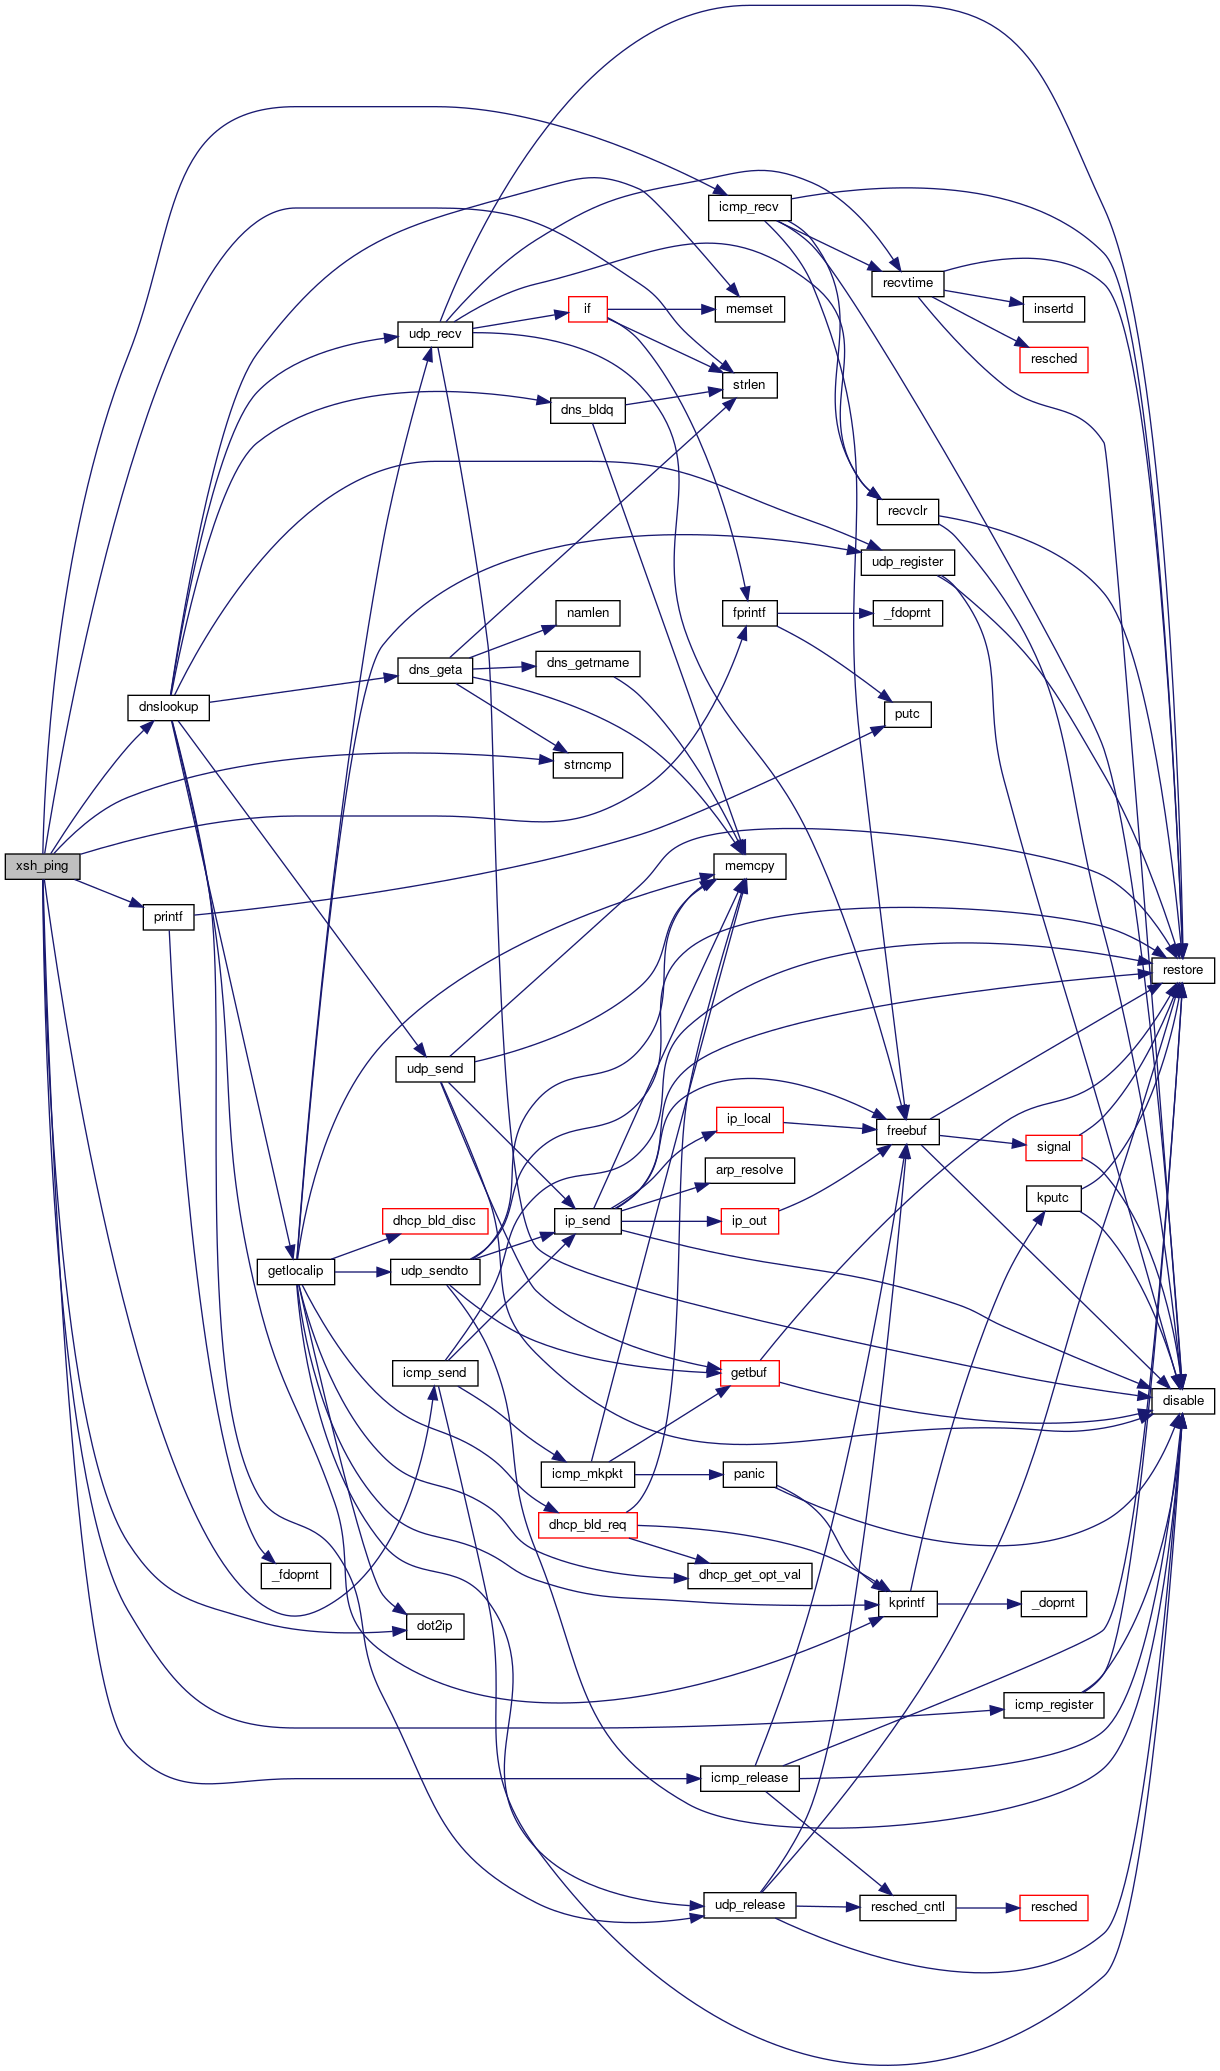 icmp_recv
recvtime
insertd
memset
if
udp_recv
resched
strlen
dns_bldq
recvclr
udp_register
namlen
fprintf
_fdoprnt
dns_geta
dns_getrname
dnslookup
putc
strncmp
xsh_ping
memcpy
printf
restore
udp_send
ip_local
freebuf
signal
arp_resolve
kputc
dhcp_bld_disc
ip_send
ip_out
getlocalip
udp_sendto
icmp_send
getbuf
disable
icmp_mkpkt
panic
dhcp_bld_req
_fdoprnt
dhcp_get_opt_val
kprintf
_doprnt
dot2ip
icmp_register
icmp_release
udp_release
resched_cntl
resched